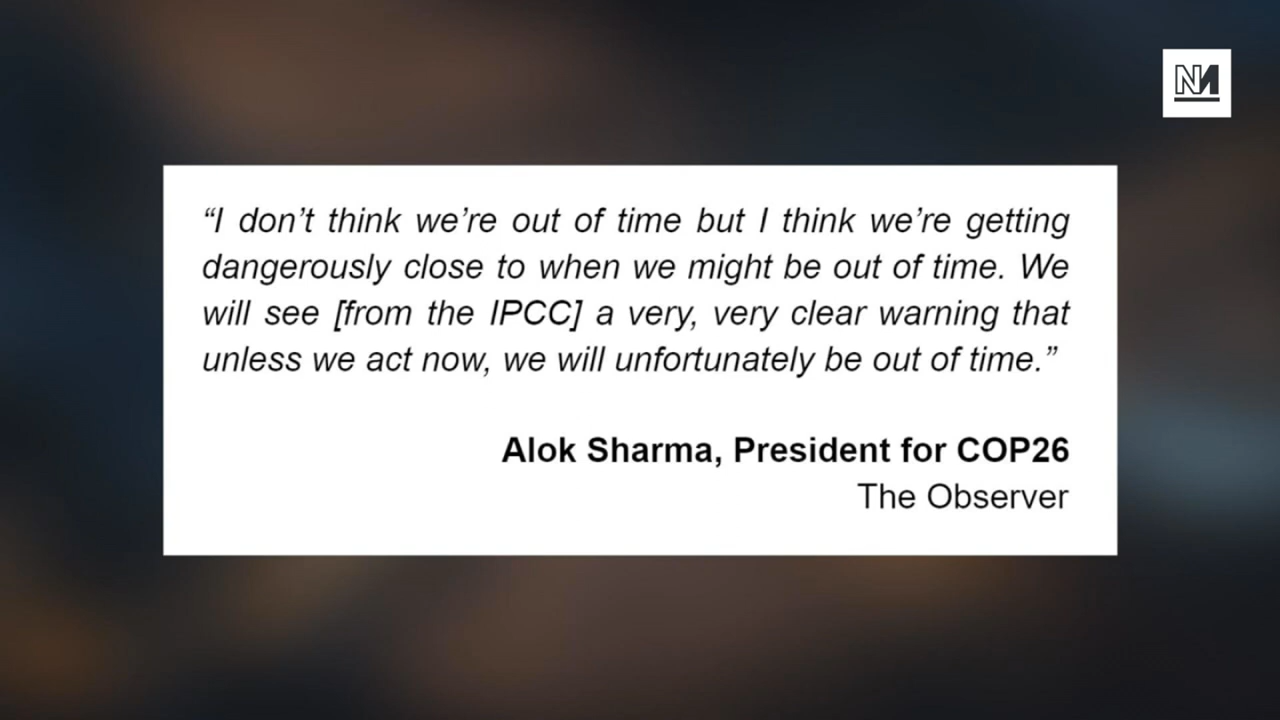 “I don’t think we’re out of time but I think we’re getting
dangerously close to when we might be out of time. We
will see [from the IPCC] a very, very clear warning that
unless we act now, we will unfortunately be out of time.”
Alok Sharma, President for COP26
The Observer